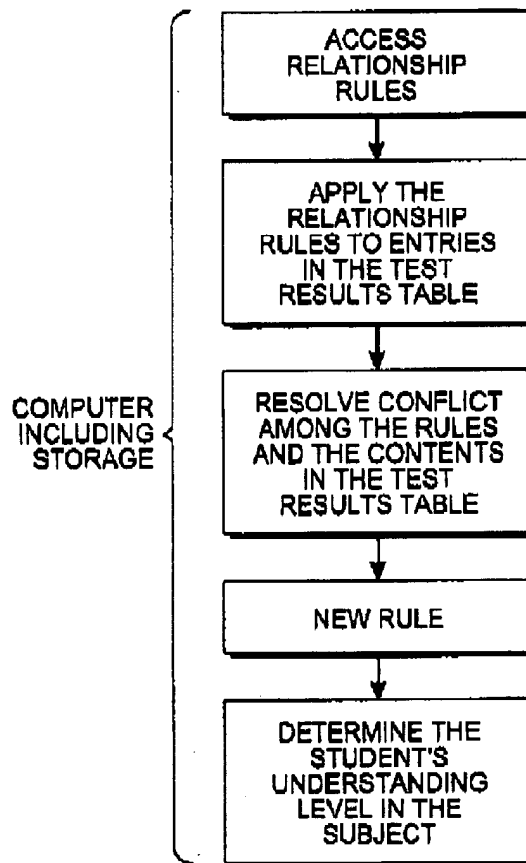 ACCESS
RELATIONSHIP
RULES
APPLY THE
RELATIONSHIP
RULES TO ENTRIES
IN THE TEST
RESULTS TABLE
COMPUTER
INCLUDING
STORAGE
RESOLVE CONFLICT
AMONG THE RULES
AND THE CONTENTS
IN THE TEST
RESULTS TABLE
NEW RULE
DETERMINE THE
STUDENT'S
UNDERSTANDING
LEVEL IN THE
SUBJECT